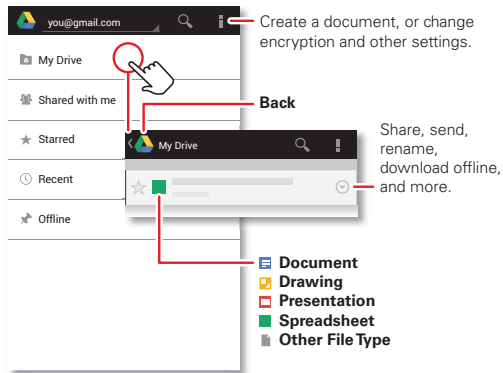 you@gmail.com
Create a document, or change
encryption and other settings.
My Drive
Shared with me
Back
Starred
My Drive
Share, send,
rename,
download offline,
and more.
Recent
Offline
Document
Drawing
Presentation
Spreadsheet
Other File Type